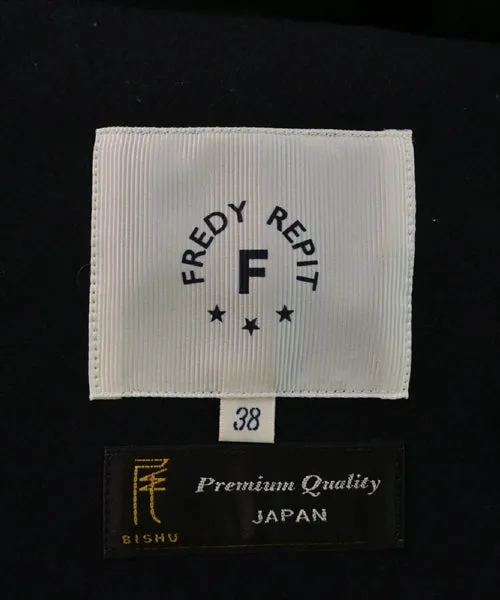 FREDY REPIT
F
38
BISHU
Premium Quality
JAPAN